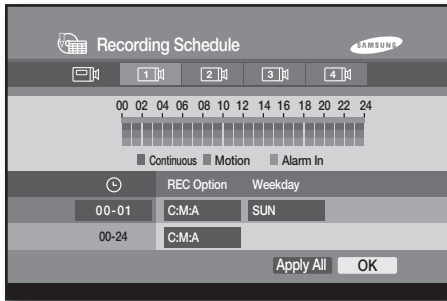 Recording Schedule
SAMSUNG
1 2 3 4
00 02 04 06 08 10 12 14 16 18 20 22 24
Continuous Motion Alarm In
REC Option Weekday
00-01 C:M:A SUN
00-24 C:M:A
Apply All OK